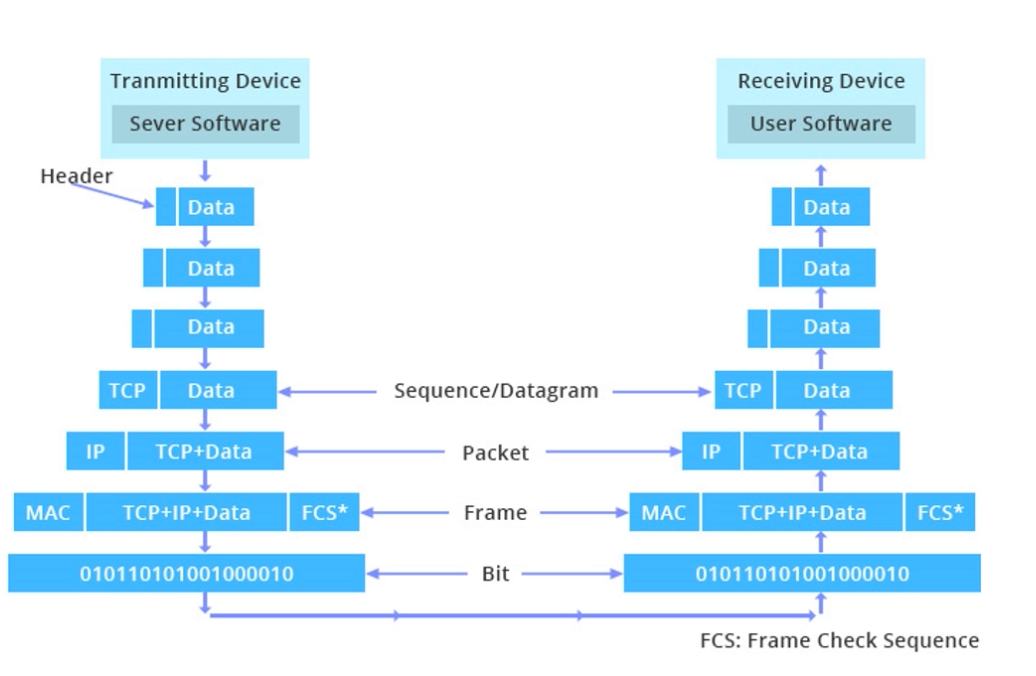 Tranmitting Device
Sever Software
Receiving Device
User Software
Header
Data
Data
Data
Data
Data
Data
TCP
Data
Sequence/Datagram
TCP
Data
IP
TCP+Data
Packet
IP
TCP+Data
MAC
TCP+IP+Data
FCS*
Frame
MAC
TCP+IP+Data
FCS*
010110101001000010
Bit
010110101001000010
FCS: Frame Check Sequence